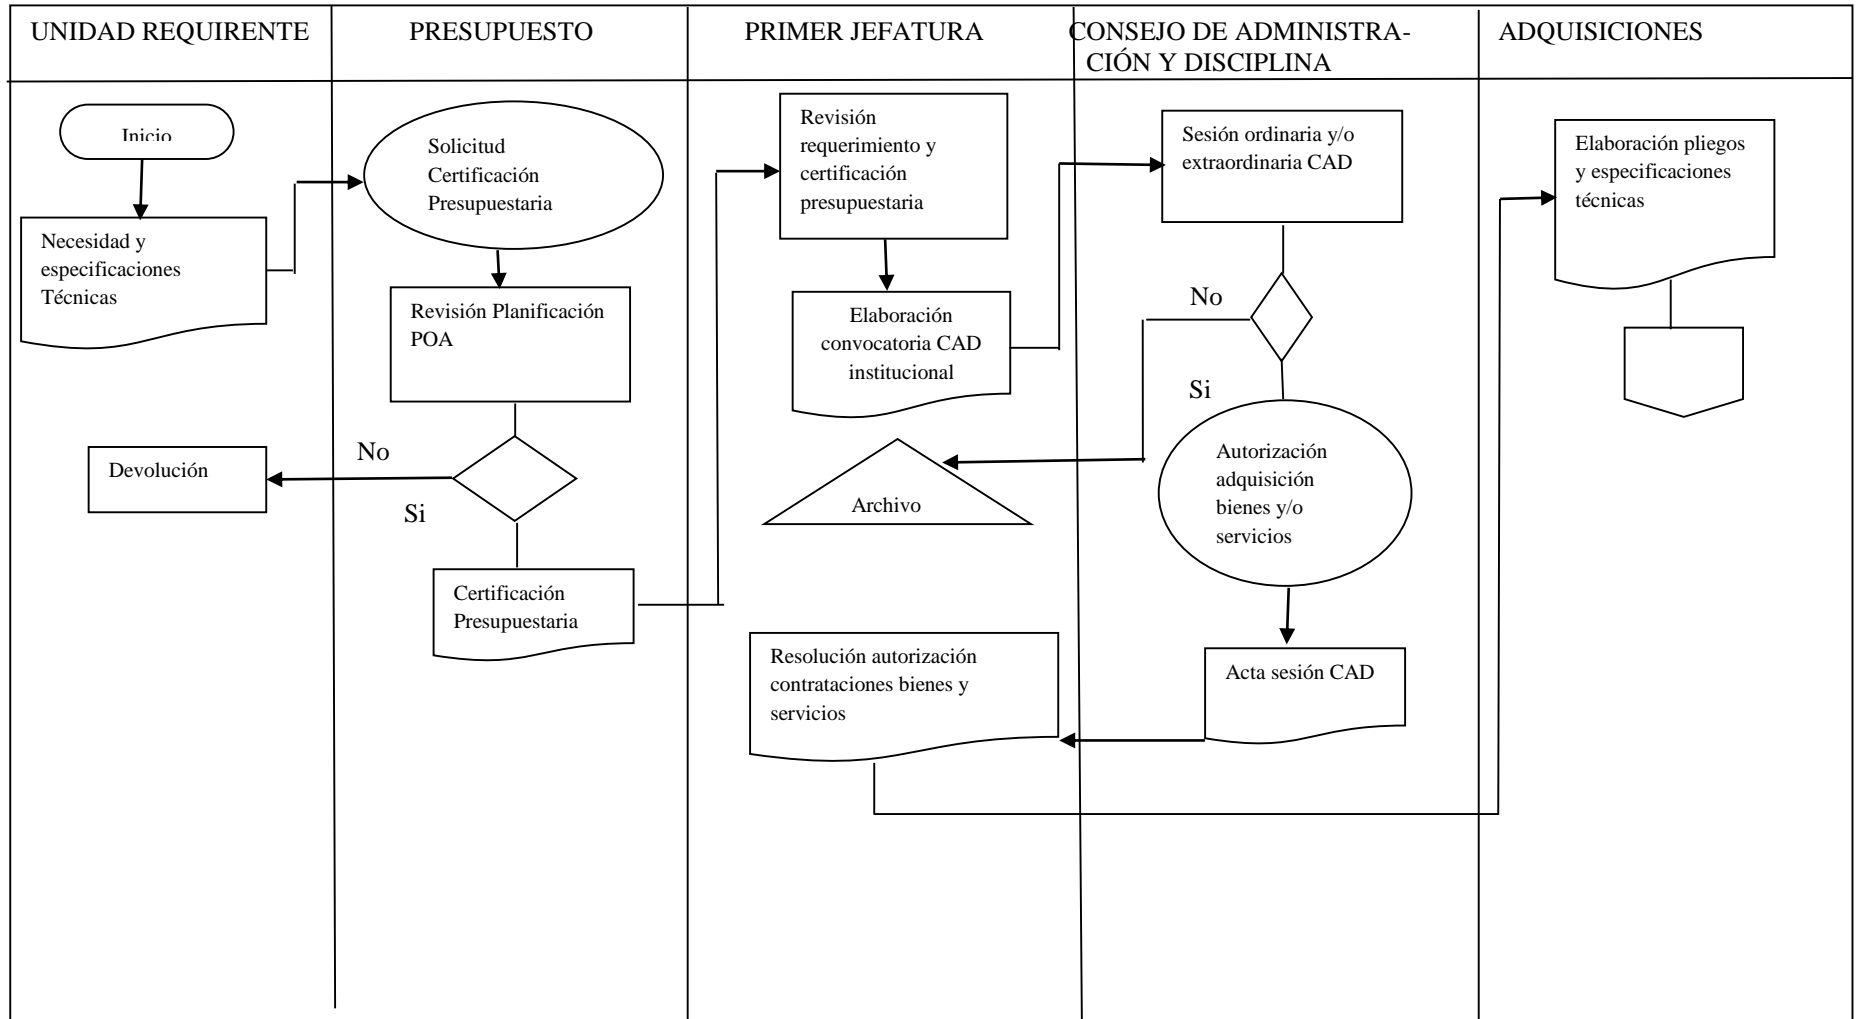 UNIDAD REQUIRENTE
PRESUPUESTO
PRIMER JEFATURA
CONSEJO DE ADMINISTRA-
CIÓN Y DISCIPLINA
ADQUISICIONES
Inicio
Necesidad y
especificaciones
Técnicas
Devolución
Solicitud
Certificación
Presupuestaria
Revisión Planificación
POA
No
Si
Certificación
Presupuestaria
Revisión
requerimiento y
certificación
presupuestaria
Elaboración
convocatoria CAD
institucional
Archivo
Resolución autorización
contrataciones bienes y
servicios
Sesión ordinaria y/o
extraordinaria CAD
No
Si
Autorización
adquisición
bienes y/o
servicios
Acta sesión CAD
Elaboración pliegos
y especificaciones
técnicas